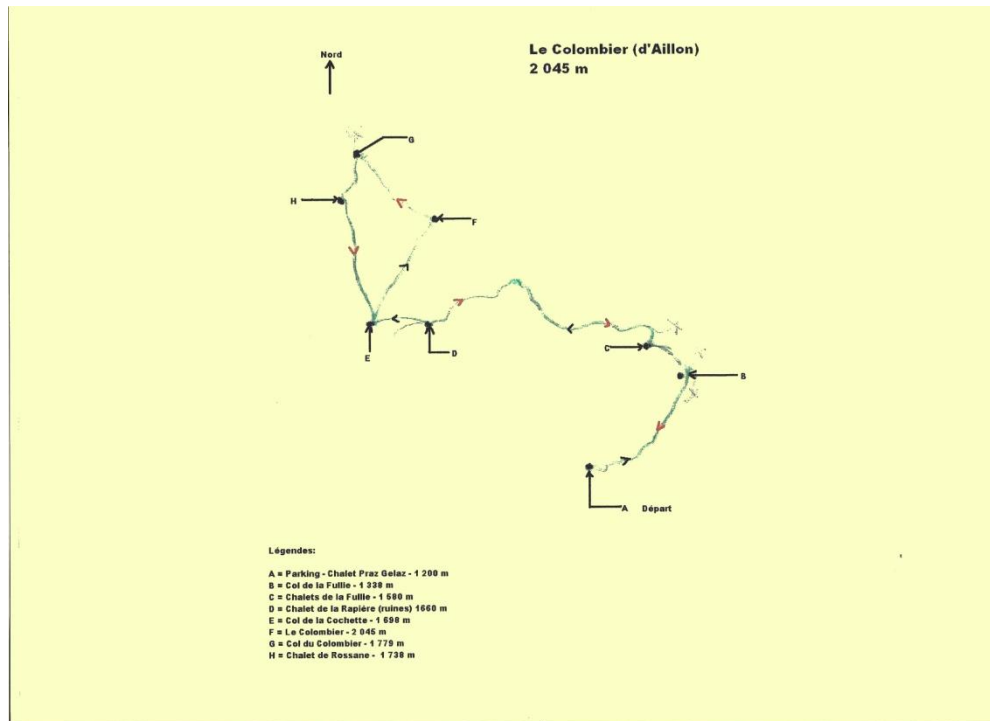 Le Colombier (d'Aillon)
2 045 m
Nord
G
H
F
E
D
C
B
A Départ
Légendes:
A = Parking - Chalet Praz Gelaz - 1 200 m
B = Col de la Fullie - 1 338 m
C = Chalets de la Fullie - 1 580 m
D = Chalet de la Rapiére (ruines) 1660 m
E = Col de la Cochette - 1 698 m
F = Le Colombier - 2 045 m
G = Col du Colombier - 1 779 m
H = Chalet de Rossane - 1 738 m